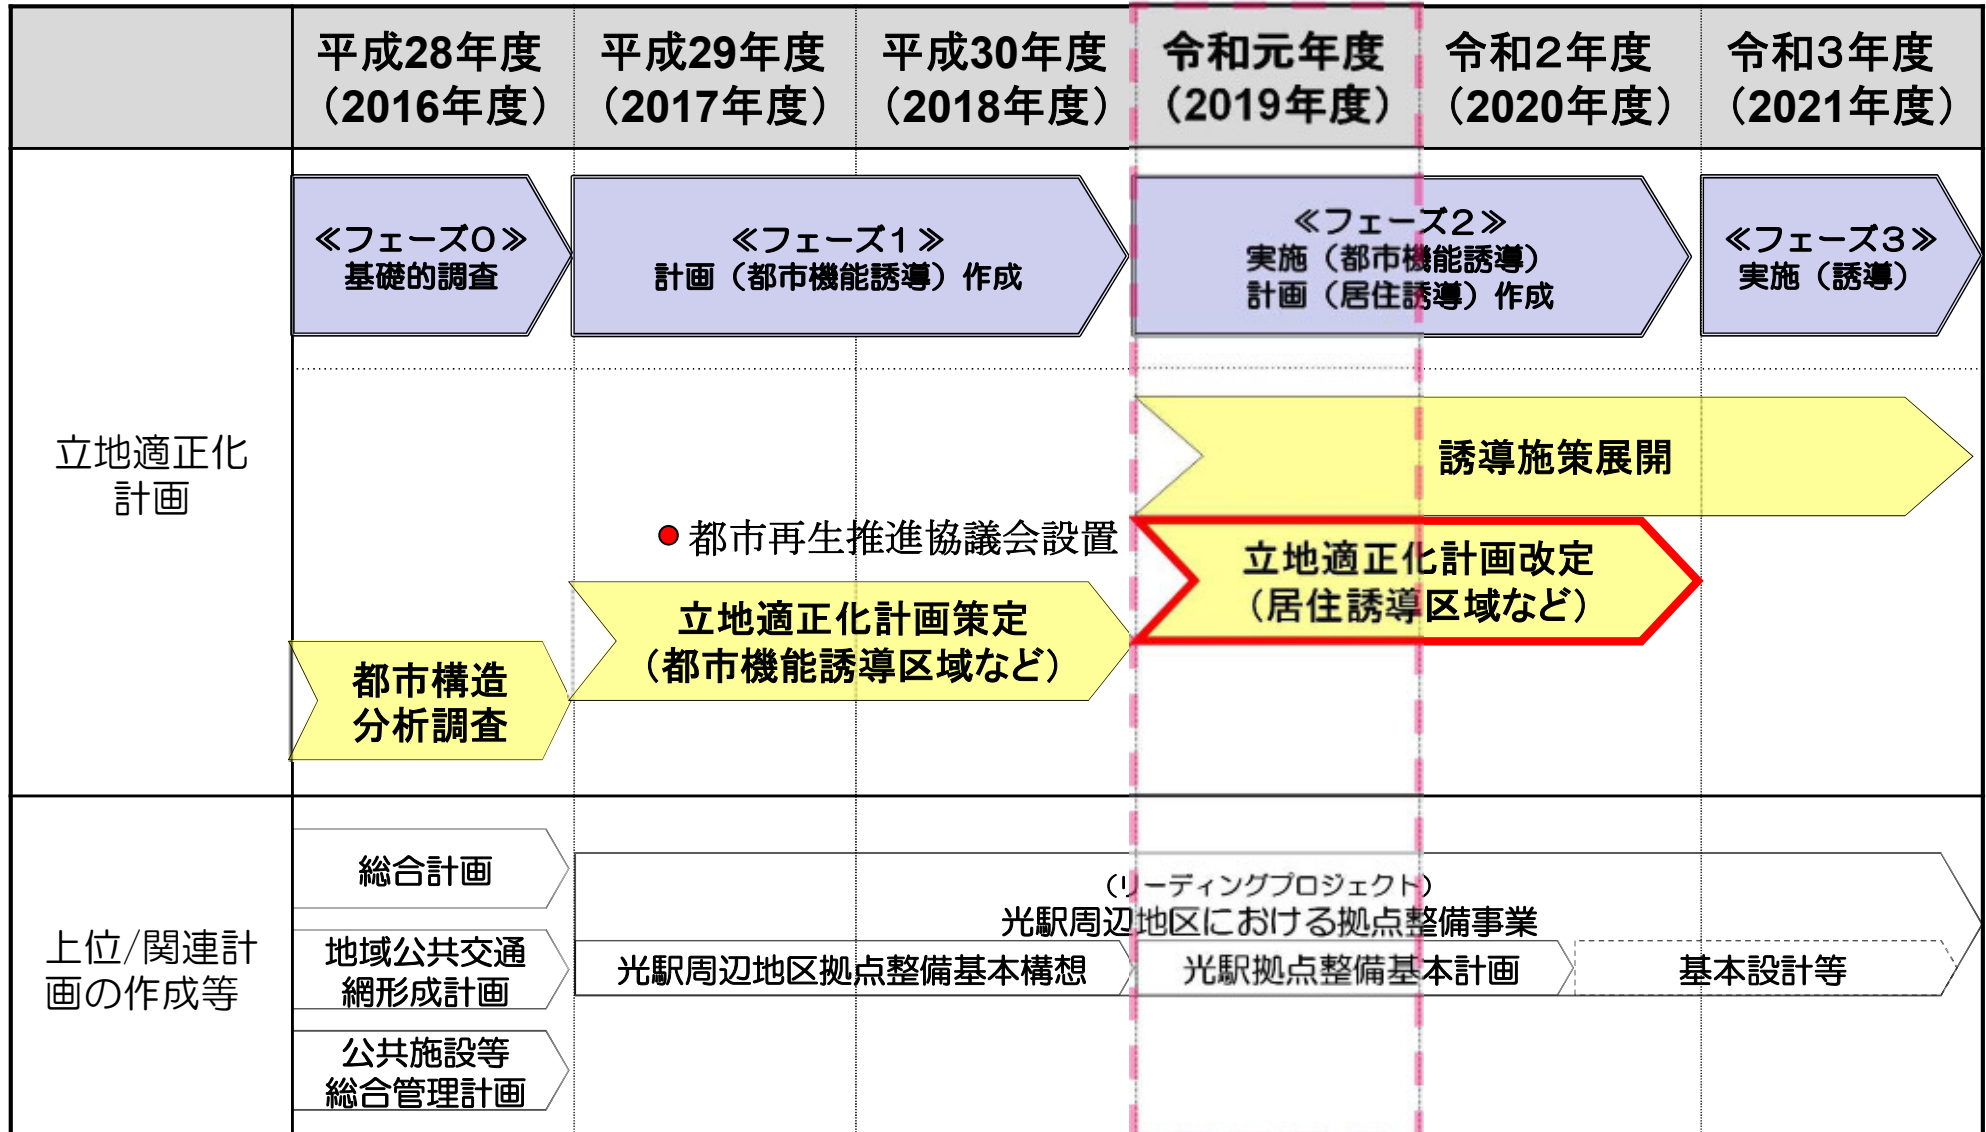 平成28年度
（2016年度）
平成29年度
（2017年度）
平成30年度
（2018年度）
令和元年度
（2019年度）
令和２年度
（2020年度）
令和３年度
（2021年度）
立地適正化
計画
≪フェーズ０≫
基礎的調査
≪フェーズ１≫
計画（都市機能誘導）作成
≪フェーズ２≫
実施（都市機能誘導）
計画（居住誘導）作成
≪フェーズ３≫
実施（誘導）
誘導施策展開
都市再生推進協議会設置
立地適正化計画改定
（居住誘導区域など）
立地適正化計画策定
（都市機能誘導区域など）
都市構造
分析調査
上位/関連計
画の作成等
総合計画
地域公共交通
網形成計画
公共施設等
総合管理計画
（リーディングプロジェクト）
光駅周辺地区における拠点整備事業
光駅周辺地区拠点整備基本構想
光駅拠点整備基本計画
基本設計等